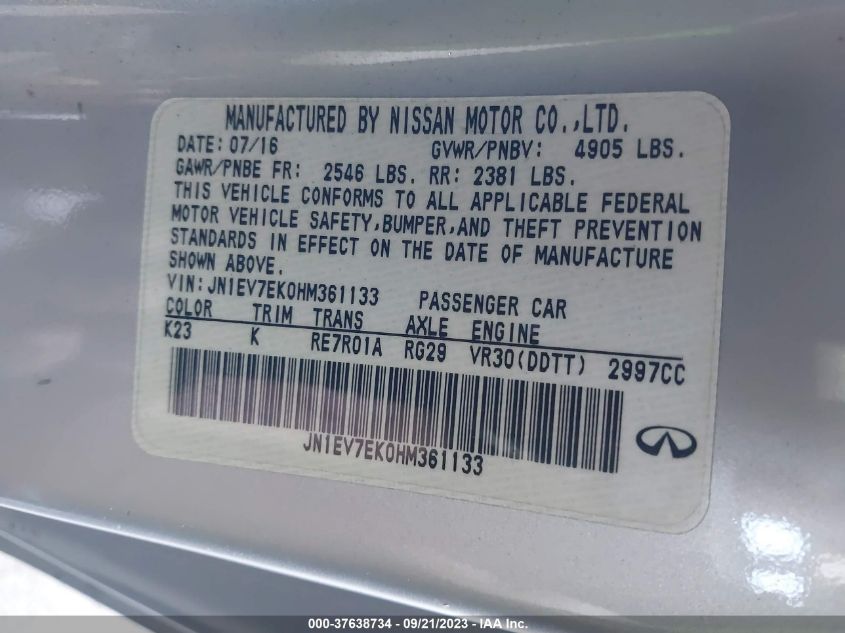 MANUFACTURED BY NISSAN MOTOR CO.,LTD.
DATE: 07/16 GVWR/PNBV: 4905 LBS.
GAWR/PNBE FR: 2546 LBS. RR: 2381 LBS.
THIS VEHICLE CONFORMS TO ALL APPLICABLE FEDERAL
MOTOR VEHICLE SAFETY,BUMPER,AND THEFT PREVENTION
STANDARDS IN EFFECT ON THE DATE OF MANUFACTURE
SHOWN ABOVE.
VIN:JN1EV7EK0HM361133 PASSENGER CAR
COLOR TRIM TRANS AXLE ENGINE
K23 K RE7R01A RG29 VR30(DDTT) 2997CC
JN1EV7EK0HM361133
000-37638734 - 09/21/2023 - IAA Inc.